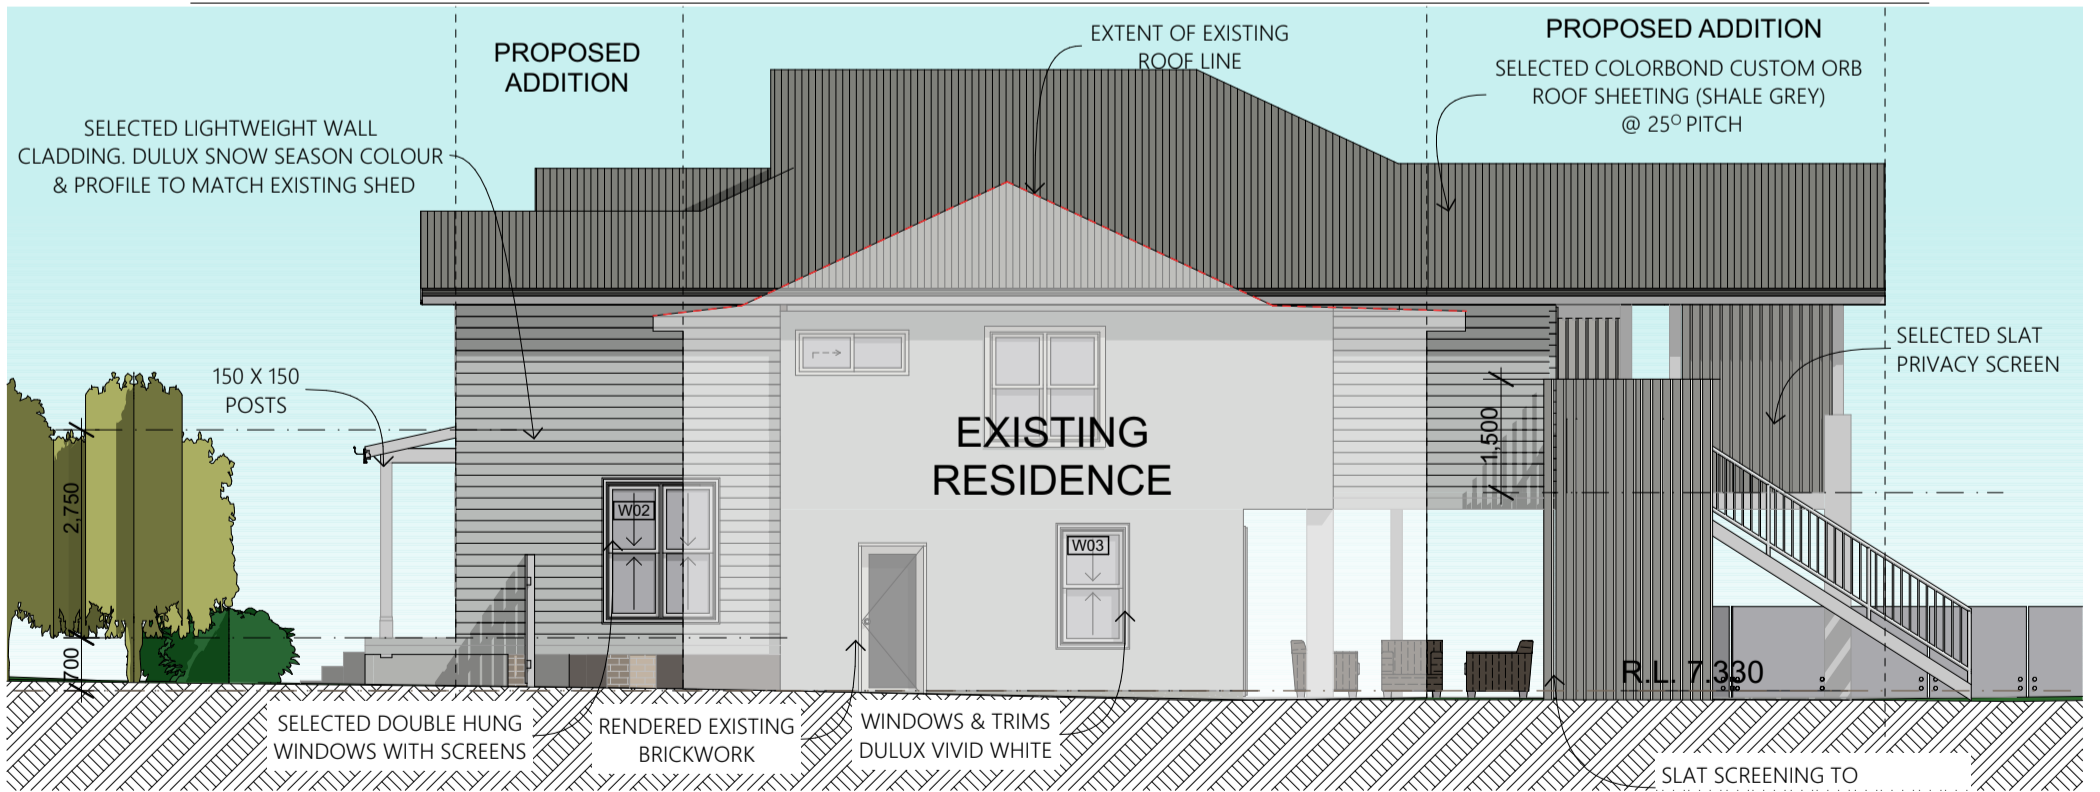 PROPOSED
ADDITION
EXTENT OF EXISTING
ROOF LINE
PROPOSED ADDITION
SELECTED COLORBOND CUSTOM ORB
ROOF SHEETING (SHALE GREY)
@ 25° PITCH
SELECTED LIGHTWEIGHT WALL
CLADDING. DULUX SNOW SEASON COLOUR
& PROFILE TO MATCH EXISTING SHED
150 X 150
POSTS
SELECTED SLAT
PRIVACY SCREEN
EXISTING
RESIDENCE
1,500
2,750
700
W02
W03
R.L. 7.330
SELECTED DOUBLE HUNG
WINDOWS WITH SCREENS
RENDERED EXISTING
BRICKWORK
WINDOWS & TRIMS
DULUX VIVID WHITE
SLAT SCREENING TO